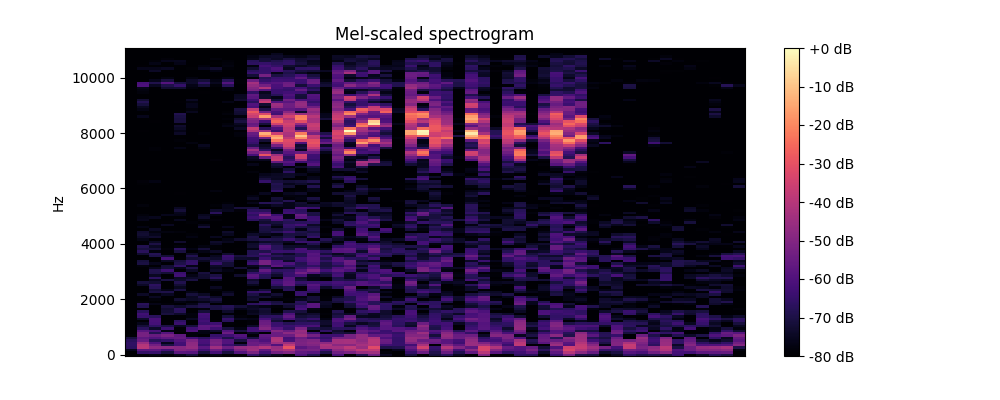 Mel-scaled spectrogram
Hz
10000
8000
6000
4000
2000
0
+0 dB
-10 dB
-20 dB
-30 dB
-40 dB
-50 dB
-60 dB
-70 dB
-80 dB